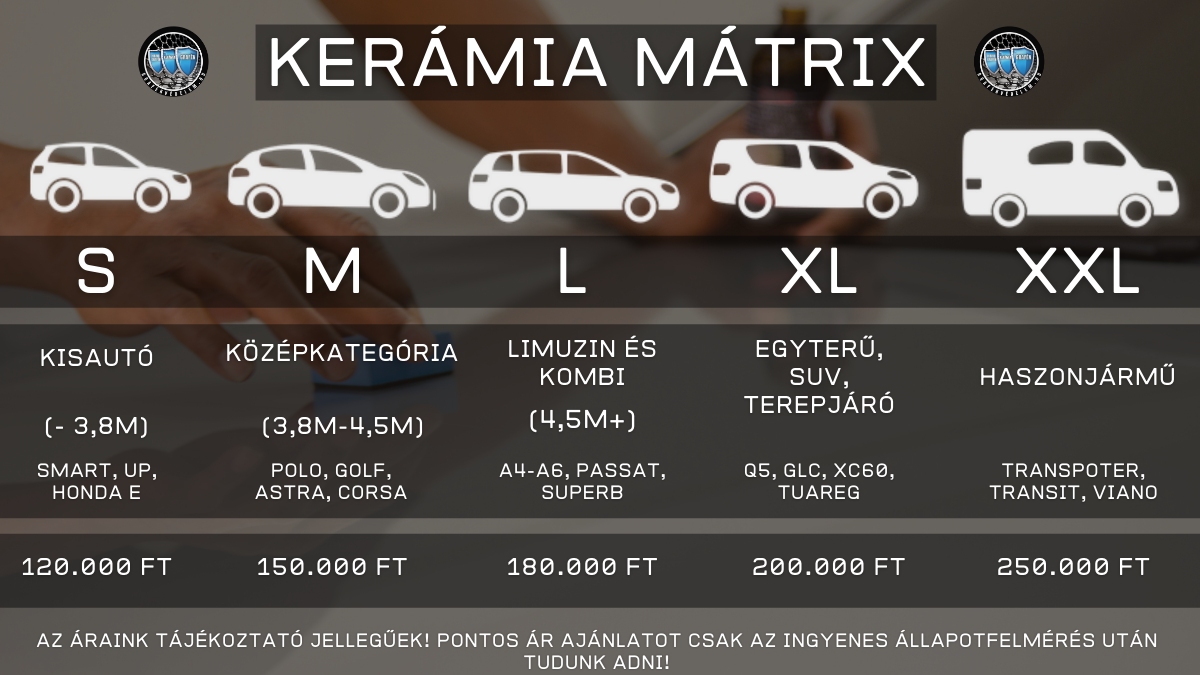 KERÁMIA MÁTRIX
S
M
L
XL
XXL
KISAUTÓ
(- 3,8M)
SMART, UP,
HONDA E
KÖZÉPKATEGÓRIA
(3,8M-4,5M)
POLO, GOLF,
ASTRA, CORSA
LIMUZIN ÉS
KOMBI
(4,5M+)
A4-A6, PASSAT,
SUPERB
EGYTERŰ,
SUV,
TEREPJÁRÓ
Q5, GLC, XC60,
TUAREG
HASZONJÁRMŰ
TRANSPOTER,
TRANSIT, VIANO
120.000 FT
150.000 FT
180.000 FT
200.000 FT
250.000 FT
AZ ÁRAINK TÁJÉKOZTATÓ JELLEGŰEK! PONTOS ÁR AJÁNLATOT CSAK AZ INGYENES ÁLLAPOTFELMÉRÉS UTÁN
TUDUNK ADNI!